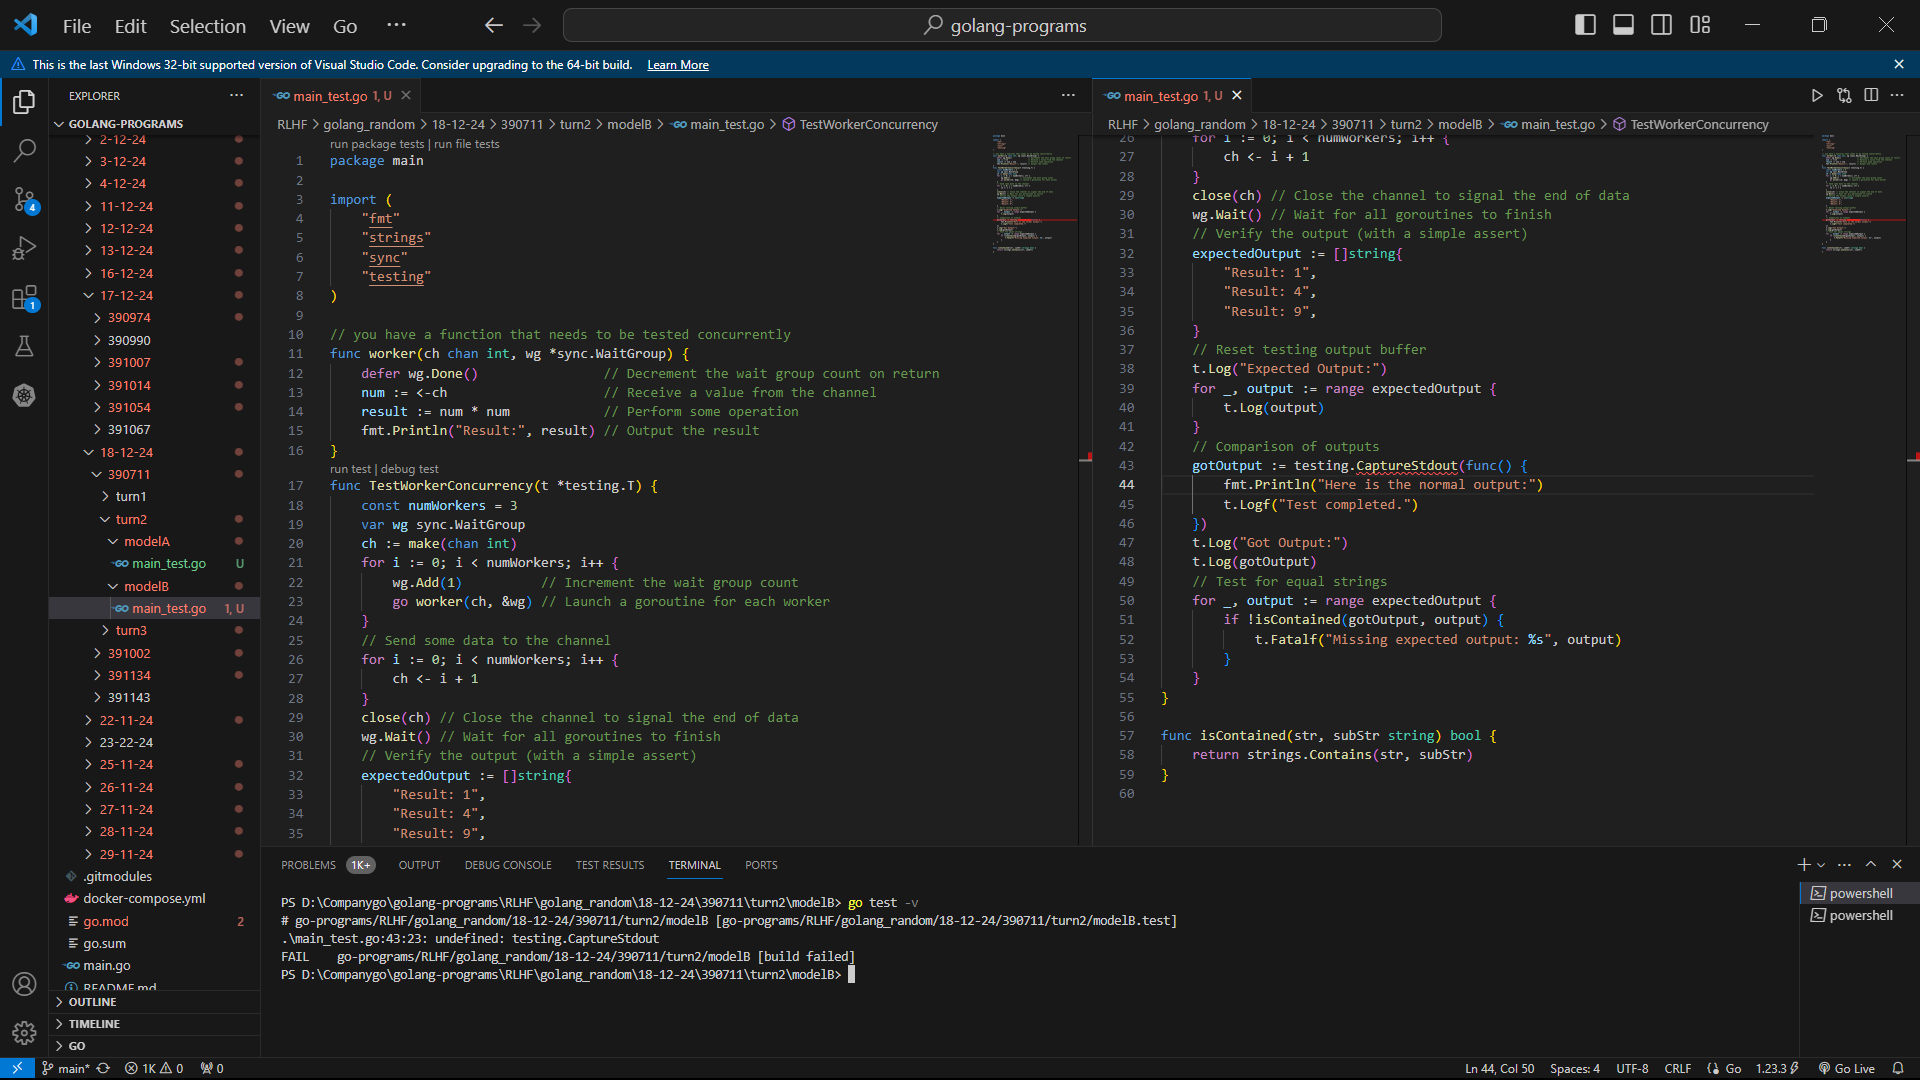 File Edit Selection View Go ···
golang-programs
This is the last Windows 32-bit supported version of Visual Studio Code. Consider upgrading to the 64-bit build. Learn More
EXPLORER
GOLANG-PROGRAMS
2-12-24
3-12-24
4-12-24
11-12-24
12-12-24
13-12-24
16-12-24
17-12-24
390974
390990
391007
391014
391054
391067
18-12-24
390711
turn1
turn2
modelA
main_test.go U
modelB
main_test.go 1, U
turn3
391002
391134
391143
22-11-24
23-22-24
25-11-24
26-11-24
27-11-24
28-11-24
29-11-24
.gitmodules
docker-compose.yml
go.mod 2
go.sum
main.go
README.md
OUTLINE
TIMELINE
GO
4
1
main_test.go 1, U
RLHF > golang_random > 18-12-24 > 390711 > turn2 > modelB > main_test.go > TestWorkerConcurrency
run package tests | run file tests
1 package main
2
3 import (
4 "fmt"
5 "strings"
6 "sync"
7 "testing"
8 )
9
10 // you have a function that needs to be tested concurrently
11 func worker(ch chan int, wg *sync.WaitGroup) {
12 defer wg.Done() // Decrement the wait group count on return
13 num := <-ch // Receive a value from the channel
14 result := num * num // Perform some operation
15 fmt.Println("Result:", result) // Output the result
16 }
run test | debug test
17 func TestWorkerConcurrency(t *testing.T) {
18 const numWorkers = 3
19 var wg sync.WaitGroup
20 ch := make(chan int)
21 for i := 0; i < numWorkers; i++ {
22 wg.Add(1) // Increment the wait group count
23 go worker(ch, &wg) // Launch a goroutine for each worker
24 }
25 // Send some data to the channel
26 for i := 0; i < numWorkers; i++ {
27 ch <- i + 1
28 }
29 close(ch) // Close the channel to signal the end of data
30 wg.Wait() // Wait for all goroutines to finish
31 // Verify the output (with a simple assert)
32 expectedOutput := []string{
33 "Result: 1",
34 "Result: 4",
35 "Result: 9",
main_test.go 1, U
RLHF > golang_random > 18-12-24 > 390711 > turn2 > modelB > main_test.go > TestWorkerConcurrency
26 for i := 0; i < numWorkers; i++ {
27 ch <- i + 1
28 }
29 close(ch) // Close the channel to signal the end of data
30 wg.Wait() // Wait for all goroutines to finish
31 // Verify the output (with a simple assert)
32 expectedOutput := []string{
33 "Result: 1",
34 "Result: 4",
35 "Result: 9",
36 }
37 // Reset testing output buffer
38 t.Log("Expected Output:")
39 for _, output := range expectedOutput {
40 t.Log(output)
41 }
42 // Comparison of outputs
43 gotOutput := testing.CaptureStdout(func() {
44 fmt.Println("Here is the normal output:")
45 t.Logf("Test completed.")
46 })
47 t.Log("Got Output:")
48 t.Log(gotOutput)
49 // Test for equal strings
50 for _, output := range expectedOutput {
51 if !isContained(gotOutput, output) {
52 t.Fatalf("Missing expected output: %s", output)
53 }
54 }
55 }
56
57 func isContained(str, subStr string) bool {
58 return strings.Contains(str, subStr)
59 }
60
PROBLEMS 1K+ OUTPUT DEBUG CONSOLE TEST RESULTS TERMINAL PORTS
PS D:\Companygo\golang-programs\RLHF\golang_random\18-12-24\390711\turn2\modelB> go test -v
# go-programs/RLHF/golang_random/18-12-24/390711/turn2/modelB [go-programs/RLHF/golang_random/18-12-24/390711/turn2/modelB.test]
.\main_test.go:43:23: undefined: testing.CaptureStdout
FAIL go-programs/RLHF/golang_random/18-12-24/390711/turn2/modelB [build failed]
PS D:\Companygo\golang-programs\RLHF\golang_random\18-12-24\390711\turn2\modelB>
powershell
powershell
main* 1K 0 0 Ln 44, Col 50 Spaces: 4 UTF-8 CRLF Go 1.23.3 Go Live